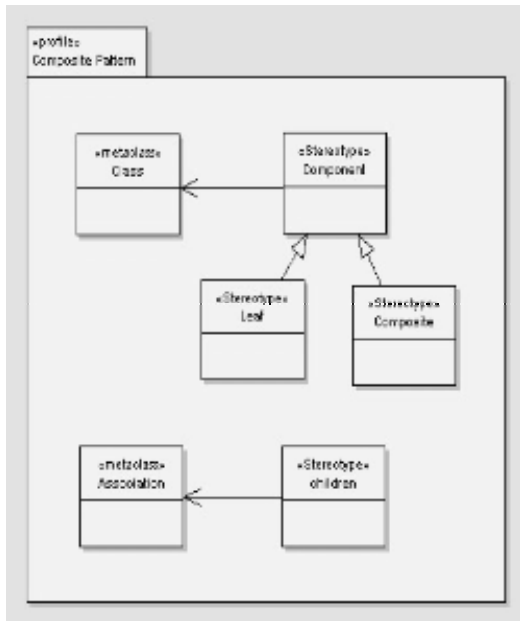 «profile»
Composite Pattern
«metaclass»
Class
«Stereotype»
Component
«Stereotype»
Leaf
«Stereotype»
Composite
«metaclass»
Association
«Stereotype»
children